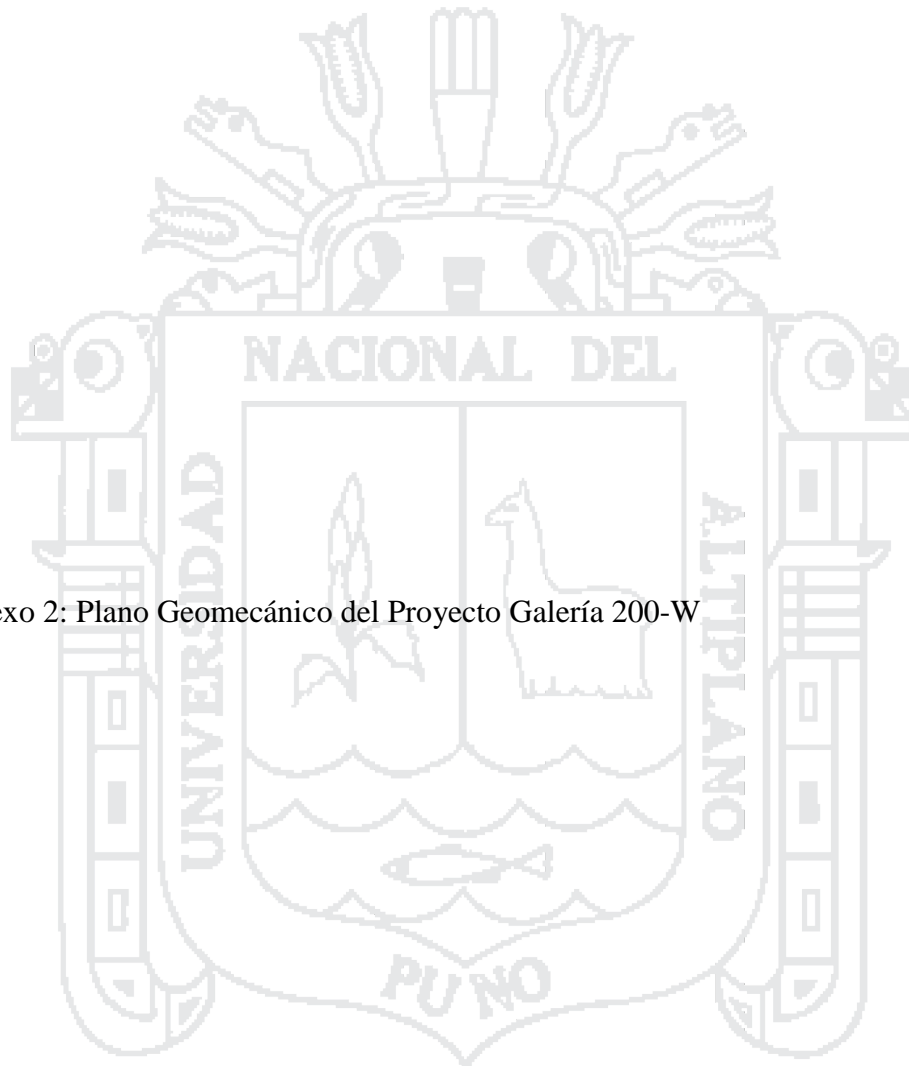 NACIONAL DEL
UNIVERSIDAD
ALTIPLANO
exo 2: Plano Geomecánico del Proyecto Galería 200-W
PUNO